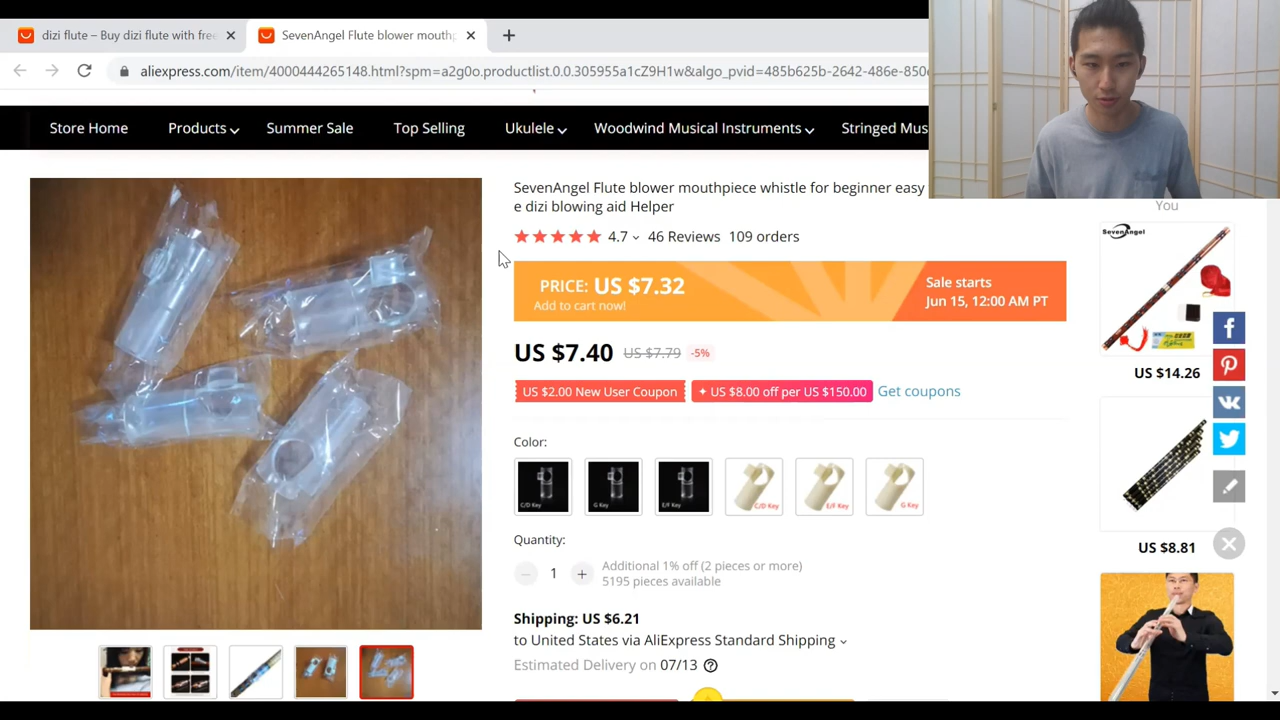 dizi flute – Buy dizi flute with free
SevenAngel Flute blower mouthp
aliexpress.com/item/4000444265148.html?spm=a2g0o.productlist.0.0.305955a1cZ9H1w&algo_pvid=485b625b-2642-486e-850
Store Home Products Summer Sale Top Selling Ukulele Woodwind Musical Instruments Stringed Mus
SevenAngel Flute blower mouthpiece whistle for beginner easy
e dizi blowing aid Helper
You
4.7 46 Reviews 109 orders
SevenAngel
PRICE: US $7.32
Add to cart now!
Sale starts
Jun 15, 12:00 AM PT
US $7.40 US $7.79 -5%
US $14.26
US $2.00 New User Coupon + US $8.00 off per US $150.00 Get coupons
Color:
C/D Key G Key E/F Key C/D Key E/F Key G Key
Quantity:
US $8.81
1
Additional 1% off (2 pieces or more)
5195 pieces available
Shipping: US $6.21
to United States via AliExpress Standard Shipping
Estimated Delivery on 07/13